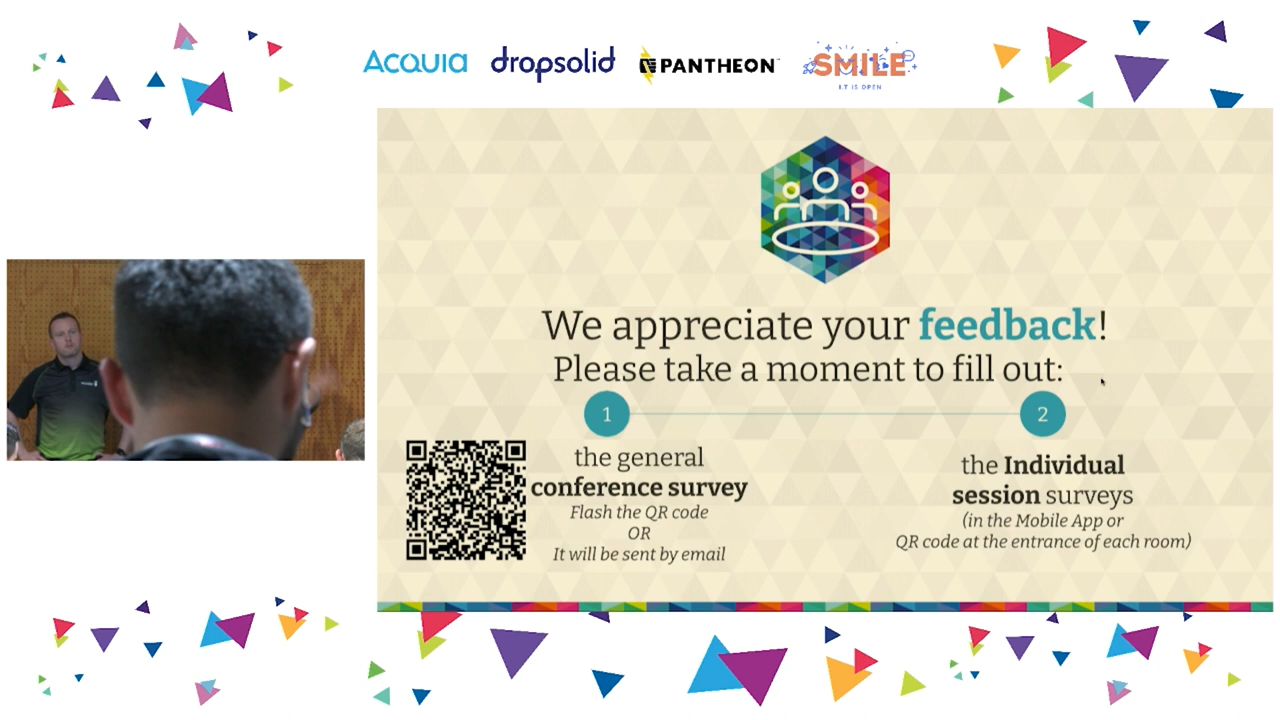 ACQUIA
dropsolid
PANTHEON
SMILE
I.T IS OPEN
We appreciate your feedback!
Please take a moment to fill out:
1
2
the general
conference survey
Flash the QR code
OR
It will be sent by email
the Individual
session surveys
(in the Mobile App or
QR code at the entrance of each room)